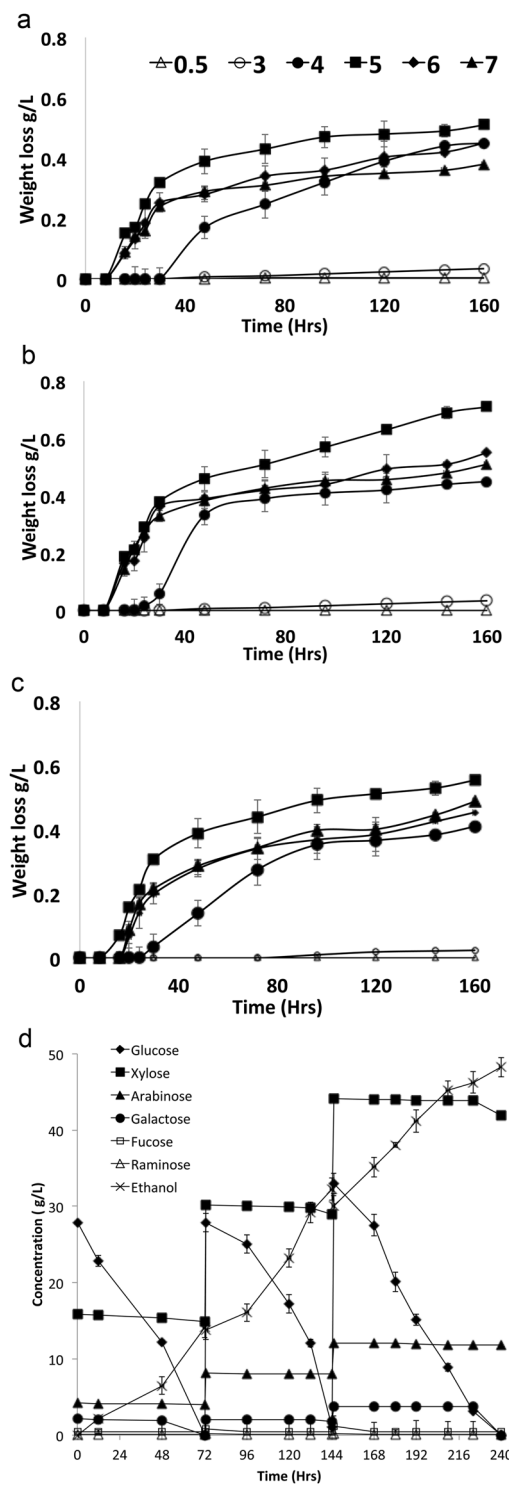 a
0.8
0.5 3 4 5 6 7
0.6
0.4
0.2
0
Weight loss g/L
0 40 80 120 160
Time (Hrs)
b
0.8
0.6
0.4
0.2
0
Weight loss g/L
0 40 80 120 160
Time (Hrs)
c
0.8
0.6
0.4
0.2
0
Weight loss g/L
0 40 80 120 160
Time (Hrs)
d
50
40
30
20
10
0
Concentration ( g/L)
Glucose
Xylose
Arabinose
Galactose
Fucose
Raminose
Ethanol
0 24 48 72 96 120 144 168 192 216 240
Time (Hrs)